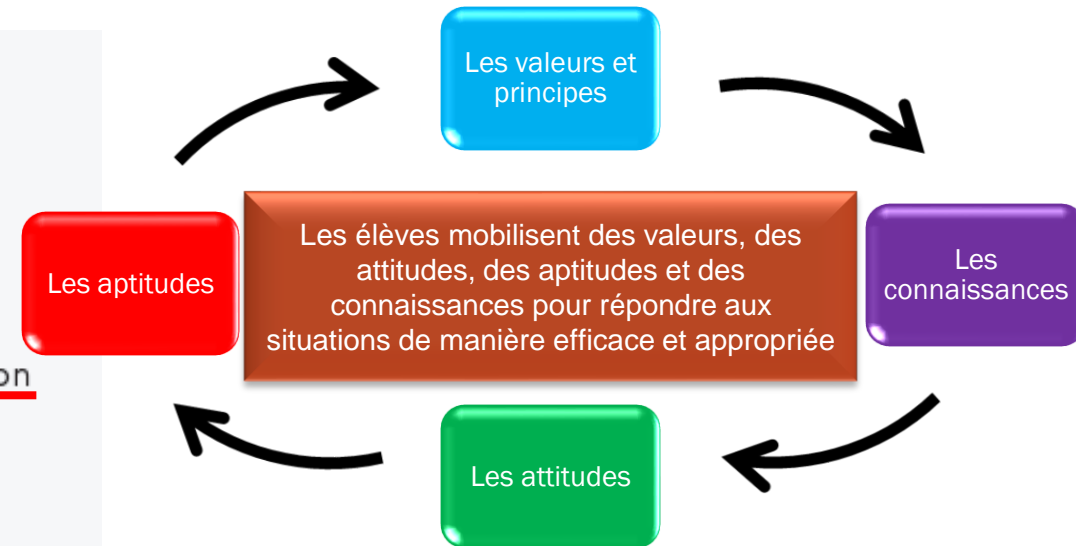 Les valeurs et
principes
Les élèves mobilisent des valeurs, des
attitudes, des aptitudes et des
connaissances pour répondre aux
situations de manière efficace et appropriée
Les aptitudes
Les
connaissances
Les attitudes